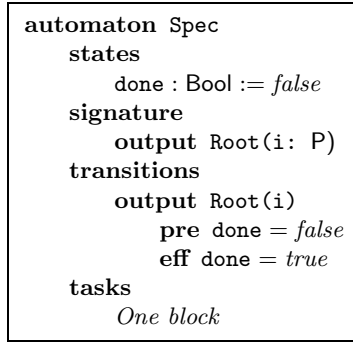 automaton Spec
states
done : Bool := false
signature
output Root(i: P)
transitions
output Root(i)
pre done = false
eff done = true
tasks
One block